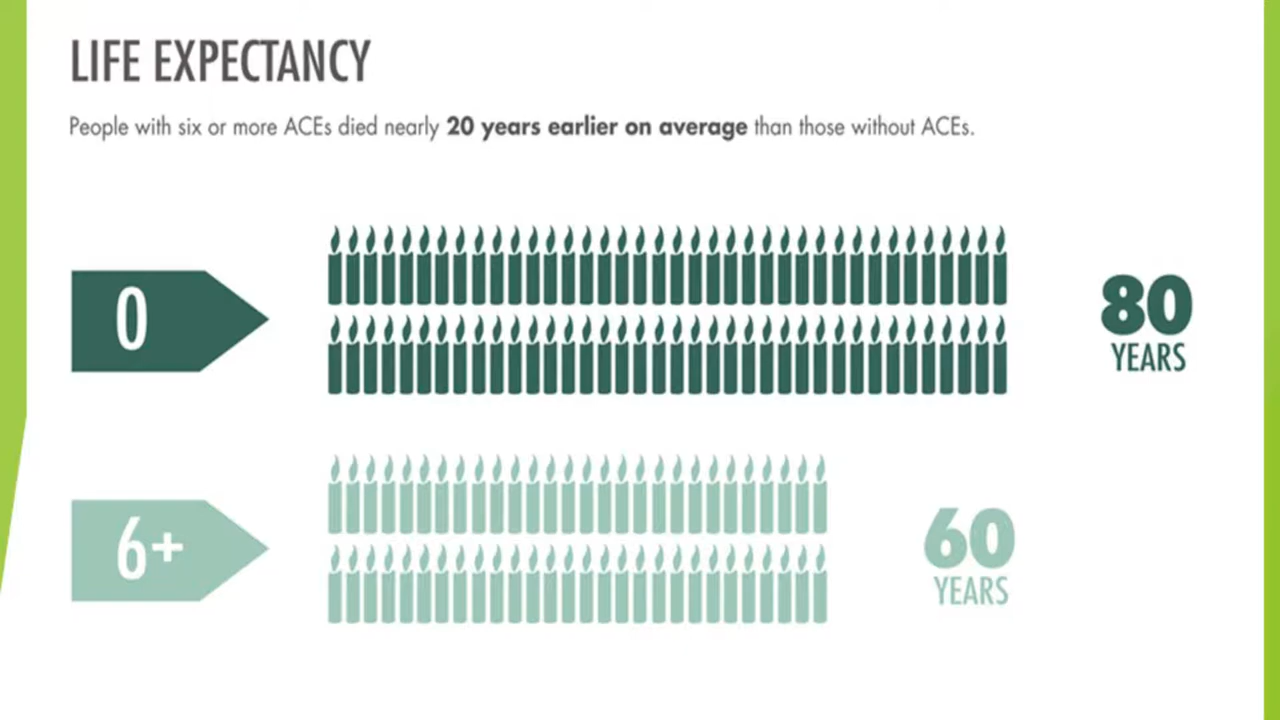 LIFE EXPECTANCY
People with six or more ACEs died nearly 20 years earlier on average than those without ACEs.
0
80
YEARS
6+
60
YEARS